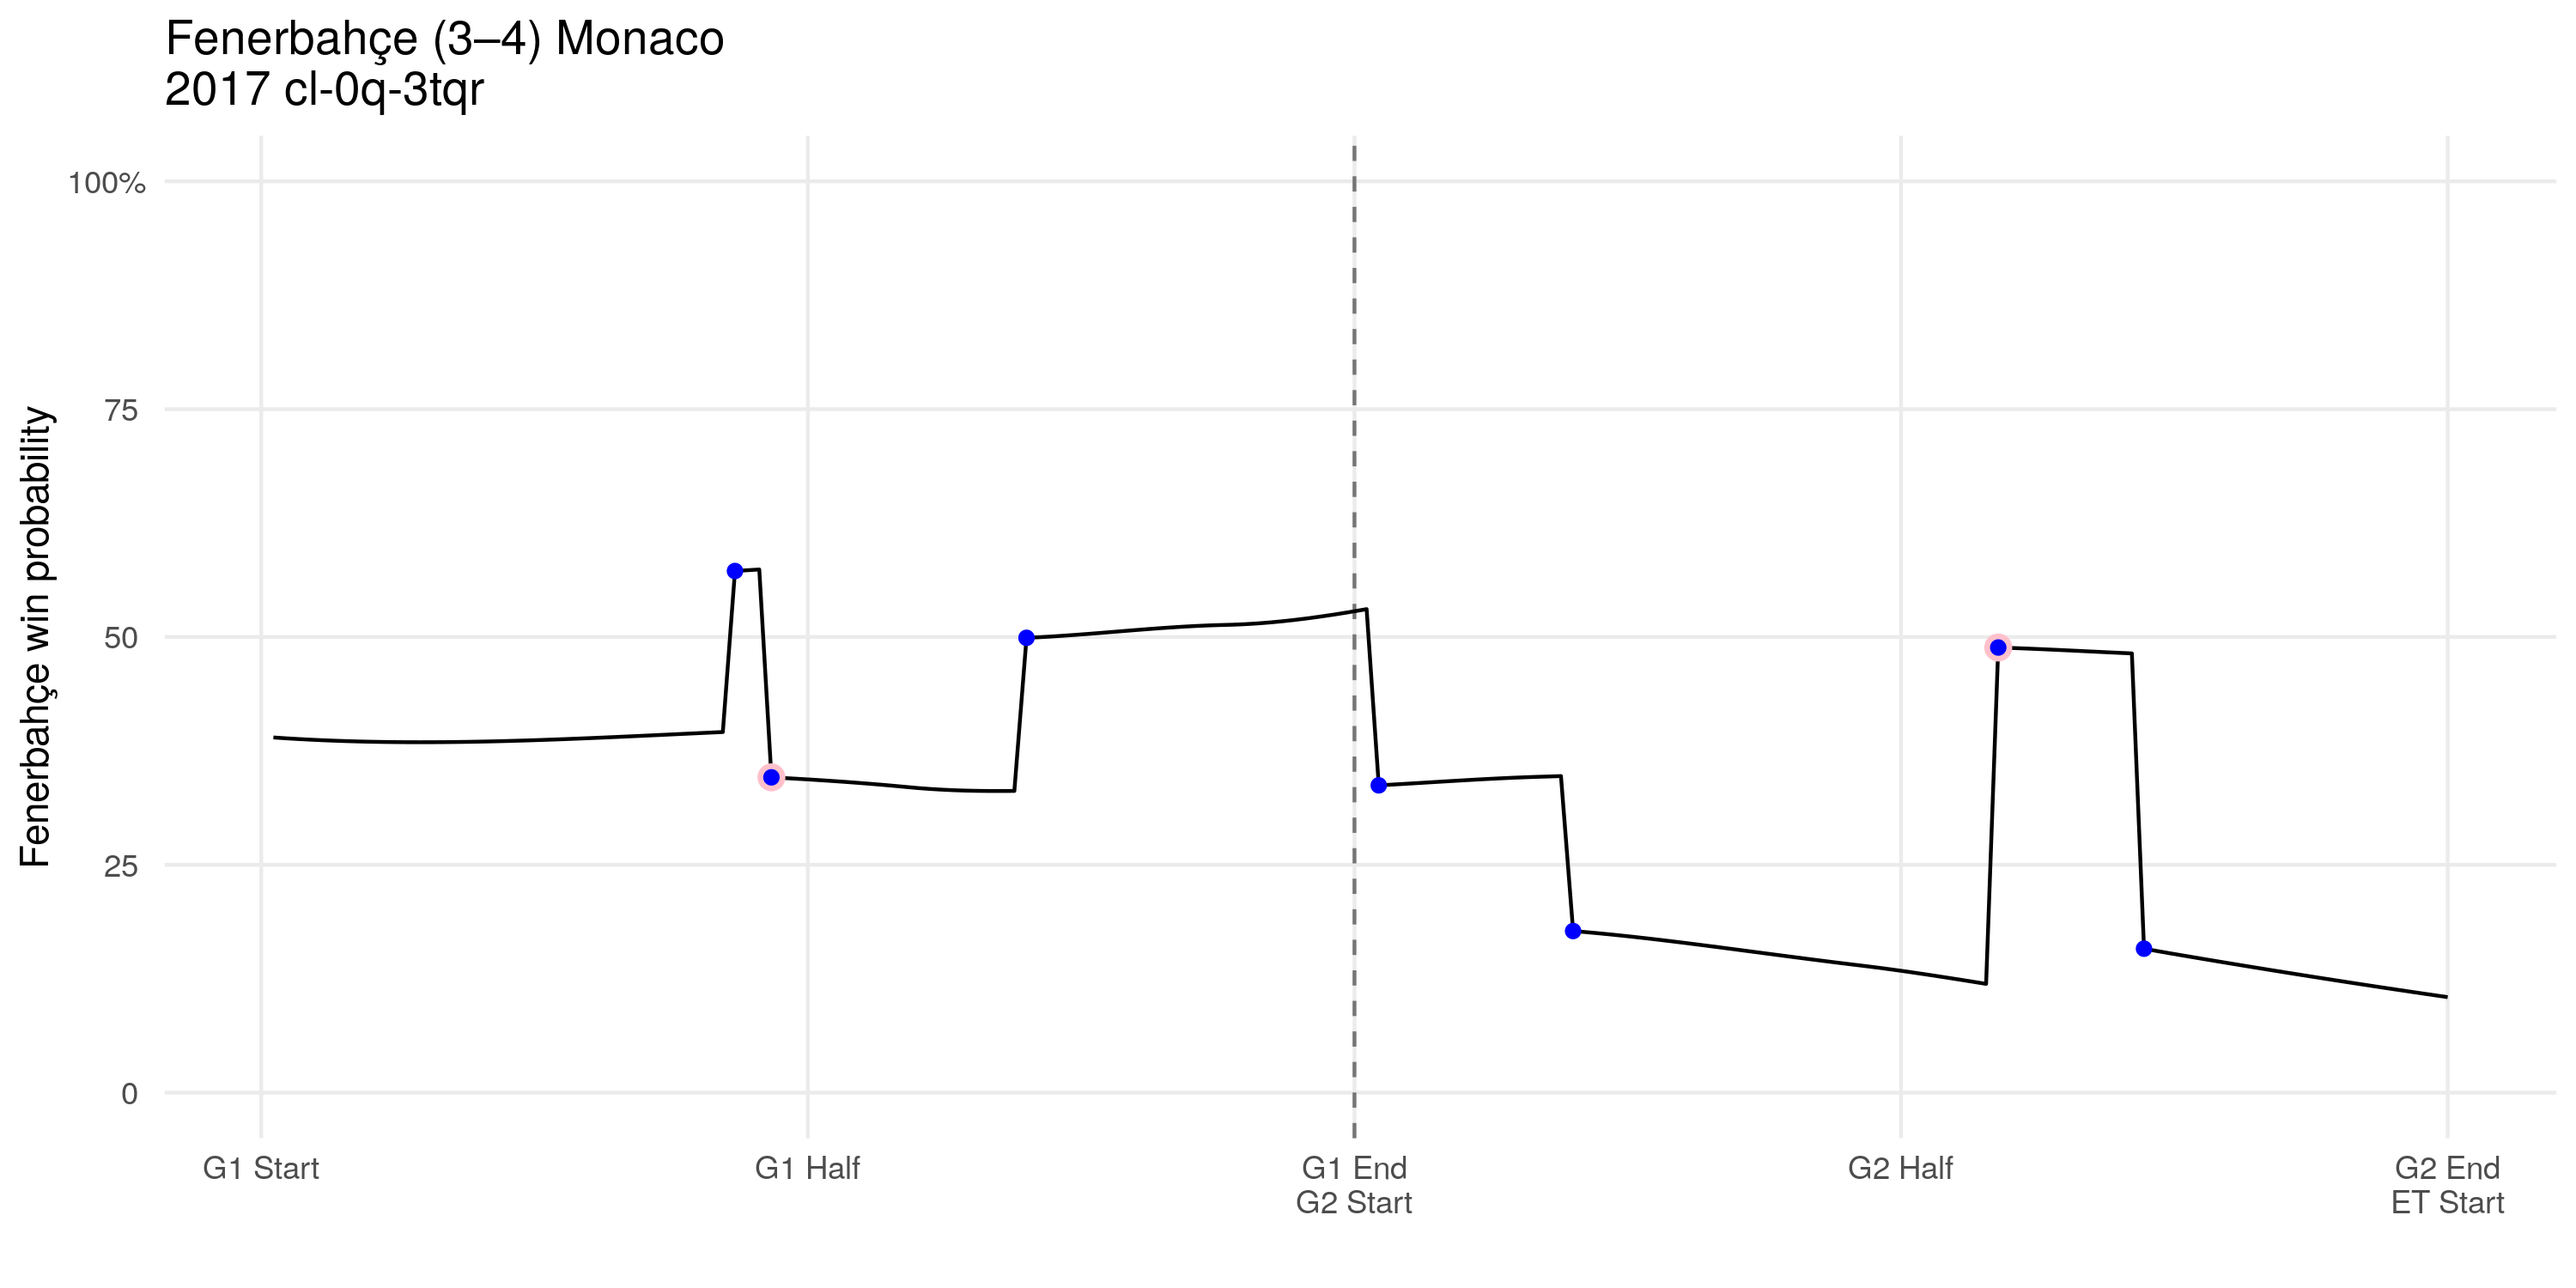 Fenerbahçe (3–4) Monaco
2017 cl-0q-3tqr
Fenerbahçe win probability
100%
75
50
25
0
G1 Start
G1 Half
G1 End
G2 Start
G2 Half
G2 End
ET Start